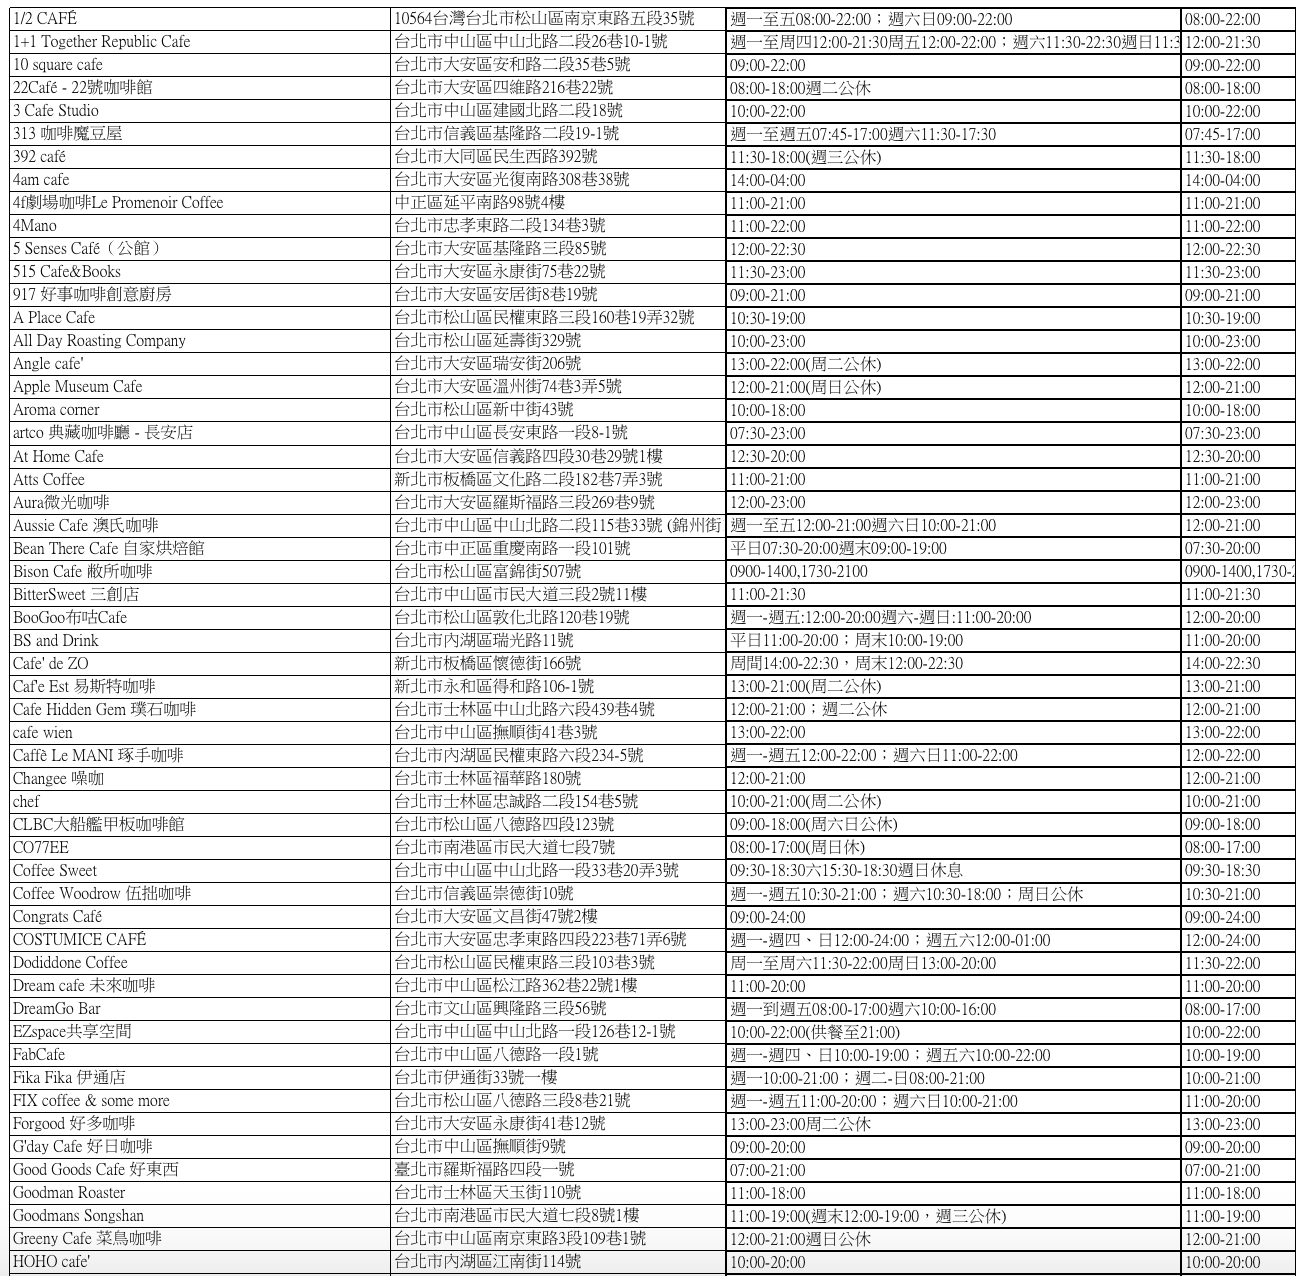 1/2 CAFÉ 10564台灣台北市松山區南京東路五段35號 週一至五08:00-22:00；週六日09:00-22:00 08:00-22:00
1+1 Together Republic Cafe 台北市中山區中山北路二段26巷10-1號 週一至周四12:00-21:30周五12:00-22:00；週六11:30-22:30週日11:3 12:00-21:30
10 square cafe 台北市大安區安和路二段35巷5號 09:00-22:00 09:00-22:00
22Café - 22號咖啡館 台北市大安區四維路216巷22號 08:00-18:00週二公休 08:00-18:00
3 Cafe Studio 台北市中山區建國北路二段18號 10:00-22:00 10:00-22:00
313 咖啡魔豆屋 台北市信義區基隆路二段19-1號 週一至週五07:45-17:00週六11:30-17:30 07:45-17:00
392 café 台北市大同區民生西路392號 11:30-18:00(週三公休) 11:30-18:00
4am cafe 台北市大安區光復南路308巷38號 14:00-04:00 14:00-04:00
4f劇場咖啡Le Promenoir Coffee 中正區延平南路98號4樓 11:00-21:00 11:00-21:00
4Mano 台北市忠孝東路二段134巷3號 11:00-22:00 11:00-22:00
5 Senses Café（公館） 台北市大安區基隆路三段85號 12:00-22:30 12:00-22:30
515 Cafe&Books 台北市大安區永康街75巷22號 11:30-23:00 11:30-23:00
917 好事咖啡創意廚房 台北市大安區安居街8巷19號 09:00-21:00 09:00-21:00
A Place Cafe 台北市松山區民權東路三段160巷19弄32號 10:30-19:00 10:30-19:00
All Day Roasting Company 台北市松山區延壽街329號 10:00-23:00 10:00-23:00
Angle cafe' 台北市大安區瑞安街206號 13:00-22:00(周二公休) 13:00-22:00
Apple Museum Cafe 台北市大安區溫州街74巷3弄5號 12:00-21:00(周日公休) 12:00-21:00
Aroma corner 台北市松山區新中街43號 10:00-18:00 10:00-18:00
artco 典藏咖啡廳 - 長安店 台北市中山區長安東路一段8-1號 07:30-23:00 07:30-23:00
At Home Cafe 台北市大安區信義路四段30巷29號1樓 12:30-20:00 12:30-20:00
Atts Coffee 新北市板橋區文化路二段182巷7弄3號 11:00-21:00 11:00-21:00
Aura微光咖啡 台北市大安區羅斯福路三段269巷9號 12:00-23:00 12:00-23:00
Aussie Cafe 澳氏咖啡 台北市中山區中山北路二段115巷33號 (錦州街 週一至五12:00-21:00週六日10:00-21:00 12:00-21:00
Bean There Cafe 自家烘焙館 台北市中正區重慶南路一段101號 平日07:30-20:00週末09:00-19:00 07:30-20:00
Bison Cafe 敝所咖啡 台北市松山區富錦街507號 0900-1400,1730-2100 0900-1400,1730-2
BitterSweet 三創店 台北市中山區市民大道三段2號11樓 11:00-21:30 11:00-21:30
BooGoo布咕Cafe 台北市松山區敦化北路120巷19號 週一-週五:12:00-20:00週六-週日:11:00-20:00 12:00-20:00
BS and Drink 台北市內湖區瑞光路11號 平日11:00-20:00；周末10:00-19:00 11:00-20:00
Cafe' de ZO 新北市板橋區懷德街166號 周間14:00-22:30，周末12:00-22:30 14:00-22:30
Caf'e Est 易斯特咖啡 新北市永和區得和路106-1號 13:00-21:00(周二公休) 13:00-21:00
Cafe Hidden Gem 璞石咖啡 台北市士林區中山北路六段439巷4號 12:00-21:00；週二公休 12:00-21:00
cafe wien 台北市中山區撫順街41巷3號 13:00-22:00 13:00-22:00
Caffè Le MANI 琢手咖啡 台北市內湖區民權東路六段234-5號 週一-週五12:00-22:00；週六日11:00-22:00 12:00-22:00
Changee 嗓咖 台北市士林區福華路180號 12:00-21:00 12:00-21:00
chef 台北市士林區忠誠路二段154巷5號 10:00-21:00(周二公休) 10:00-21:00
CLBC大船艦甲板咖啡館 台北市松山區八德路四段123號 09:00-18:00(周六日公休) 09:00-18:00
CO77EE 台北市南港區市民大道七段7號 08:00-17:00(周日休) 08:00-17:00
Coffee Sweet 台北市中山區中山北路一段33巷20弄3號 09:30-18:30六15:30-18:30週日休息 09:30-18:30
Coffee Woodrow 伍拙咖啡 台北市信義區崇德街10號 週一-週五10:30-21:00；週六10:30-18:00；周日公休 10:30-21:00
Congrats Café 台北市大安區文昌街47號2樓 09:00-24:00 09:00-24:00
COSTUMICE CAFÉ 台北市大安區忠孝東路四段223巷71弄6號 週一-週四、日12:00-24:00；週五六12:00-01:00 12:00-24:00
Dodiddone Coffee 台北市松山區民權東路三段103巷3號 周一至周六11:30-22:00周日13:00-20:00 11:30-22:00
Dream cafe 未來咖啡 台北市中山區松江路362巷22號1樓 11:00-20:00 11:00-20:00
DreamGo Bar 台北市文山區興隆路三段56號 週一到週五08:00-17:00週六10:00-16:00 08:00-17:00
EZspace共享空間 台北市中山區中山北路一段126巷12-1號 10:00-22:00(供餐至21:00) 10:00-22:00
FabCafe 台北市中山區八德路一段1號 週一-週四、日10:00-19:00；週五六10:00-22:00 10:00-19:00
Fika Fika 伊通店 台北市伊通街33號一樓 週一10:00-21:00；週二-日08:00-21:00 10:00-21:00
FIX coffee & some more 台北市松山區八德路三段8巷21號 週一-週五11:00-20:00；週六日10:00-21:00 11:00-20:00
Forgood 好多咖啡 台北市大安區永康街41巷12號 13:00-23:00周二公休 13:00-23:00
G'day Cafe 好日咖啡 台北市中山區撫順街9號 09:00-20:00 09:00-20:00
Good Goods Cafe 好東西 臺北市羅斯福路四段一號 07:00-21:00 07:00-21:00
Goodman Roaster 台北市士林區天玉街110號 11:00-18:00 11:00-18:00
Goodmans Songshan 台北市南港區市民大道七段8號1樓 11:00-19:00(週末12:00-19:00，週三公休) 11:00-19:00
Greeny Cafe 菜鳥咖啡 台北市中山區南京東路3段109巷1號 12:00-21:00週日公休 12:00-21:00
HOHO cafe' 台北市內湖區江南街114號 10:00-20:00 10:00-20:00